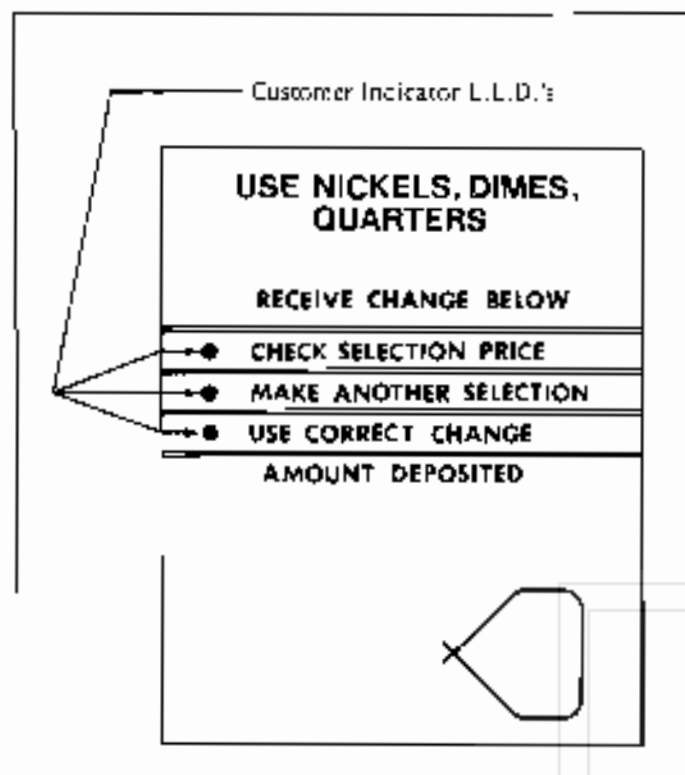 Customer Indicator L.L.D.'s
USE NICKELS, DIMES,
QUARTERS
RECEIVE CHANGE BELOW
CHECK SELECTION PRICE
MAKE ANOTHER SELECTION
USE CORRECT CHANGE
AMOUNT DEPOSITED